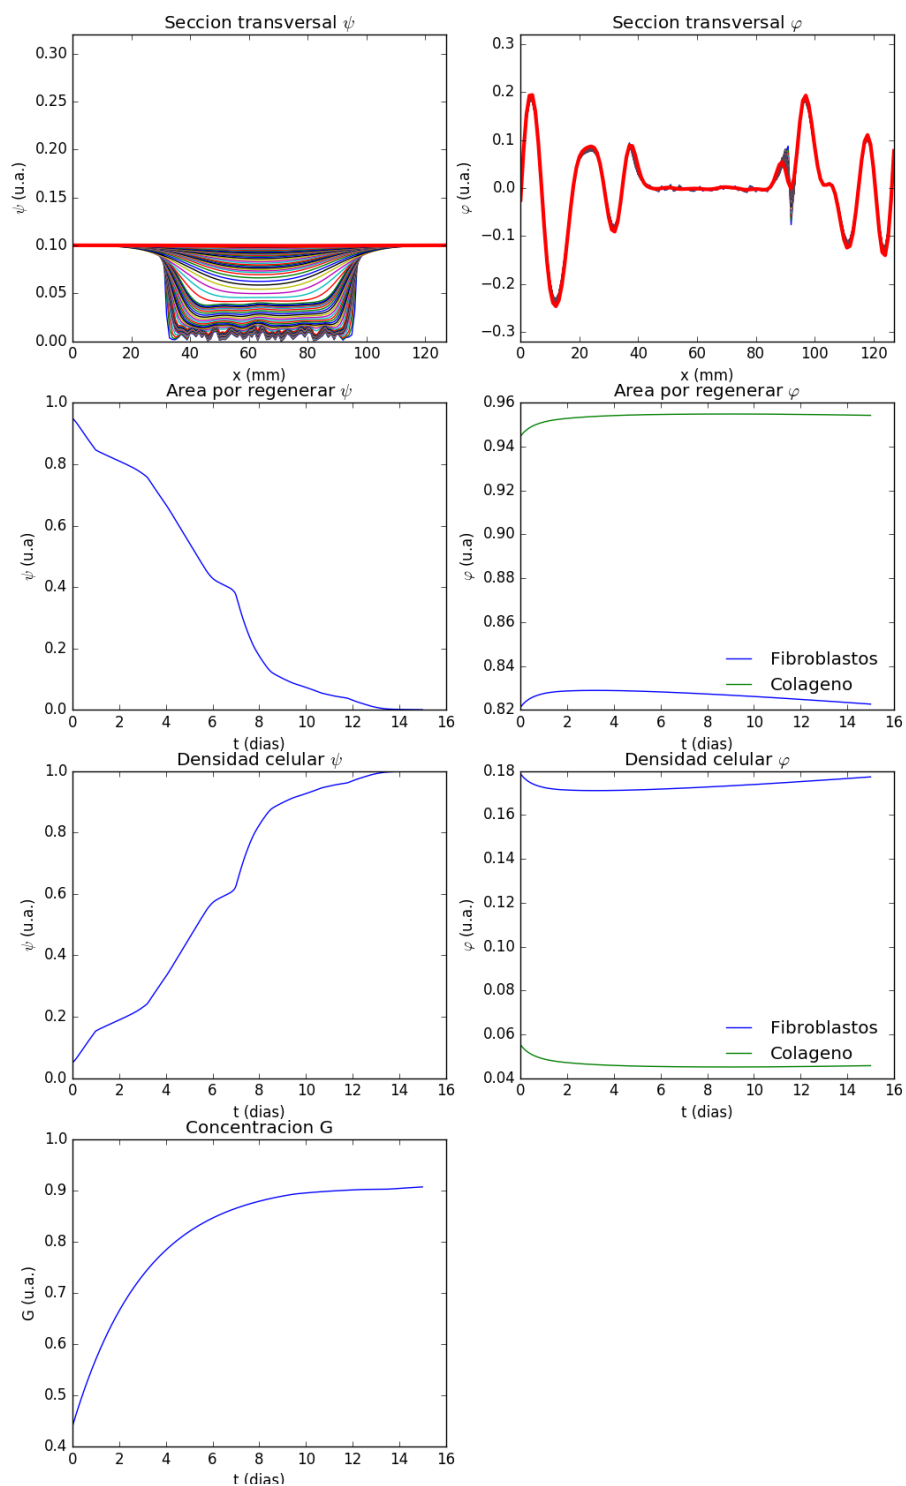 Seccion transversal ψ
0.30
0.25
0.20
0.15
0.10
0.05
0.00
ψ (u.a.)
0 20 40 60 80 100 120
x (mm)
Seccion transversal φ
0.3
0.2
0.1
0.0
−0.1
−0.2
−0.3
φ (u.a.)
0 20 40 60 80 100 120
x (mm)
Area por regenerar ψ
1.0
0.8
0.6
0.4
0.2
0.0
ψ (u.a)
0 2 4 6 8 10 12 14 16
t (dias)
Area por regenerar φ
0.96
0.94
0.92
0.90
0.88
0.86
0.84
0.82
φ (u.a)
Fibroblastos
Colageno
0 2 4 6 8 10 12 14 16
t (dias)
Densidad celular ψ
1.0
0.8
0.6
0.4
0.2
0.0
ψ (u.a.)
0 2 4 6 8 10 12 14 16
t (dias)
Densidad celular φ
0.18
0.16
0.14
0.12
0.10
0.08
0.06
0.04
φ (u.a.)
Fibroblastos
Colageno
0 2 4 6 8 10 12 14 16
t (dias)
Concentracion G
1.0
0.9
0.8
0.7
0.6
0.5
0.4
G (u.a.)
0 2 4 6 8 10 12 14 16
t (dias)